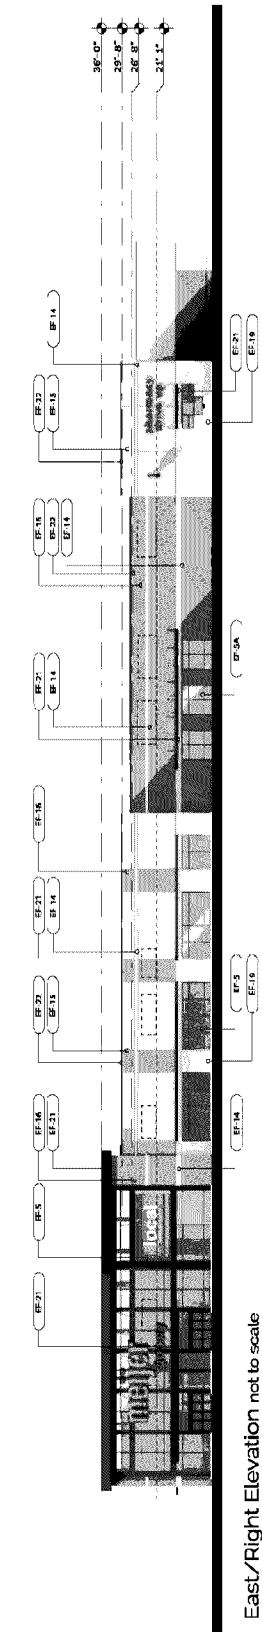 36'-0"
29'-8"
26'-8"
21'-1"
EF-14
EF-22
EF-15
EF-21
EF-19
EF-16
EF-22
EF-14
EF-21
EF-14
EF-5A
EF-16
EF-21
EF-14
EF-22
EF-15
EF-5
EF-19
EF-16
EF-21
EF-14
EF-5
EF-21
local
meijer
East/Right Elevation not to scale